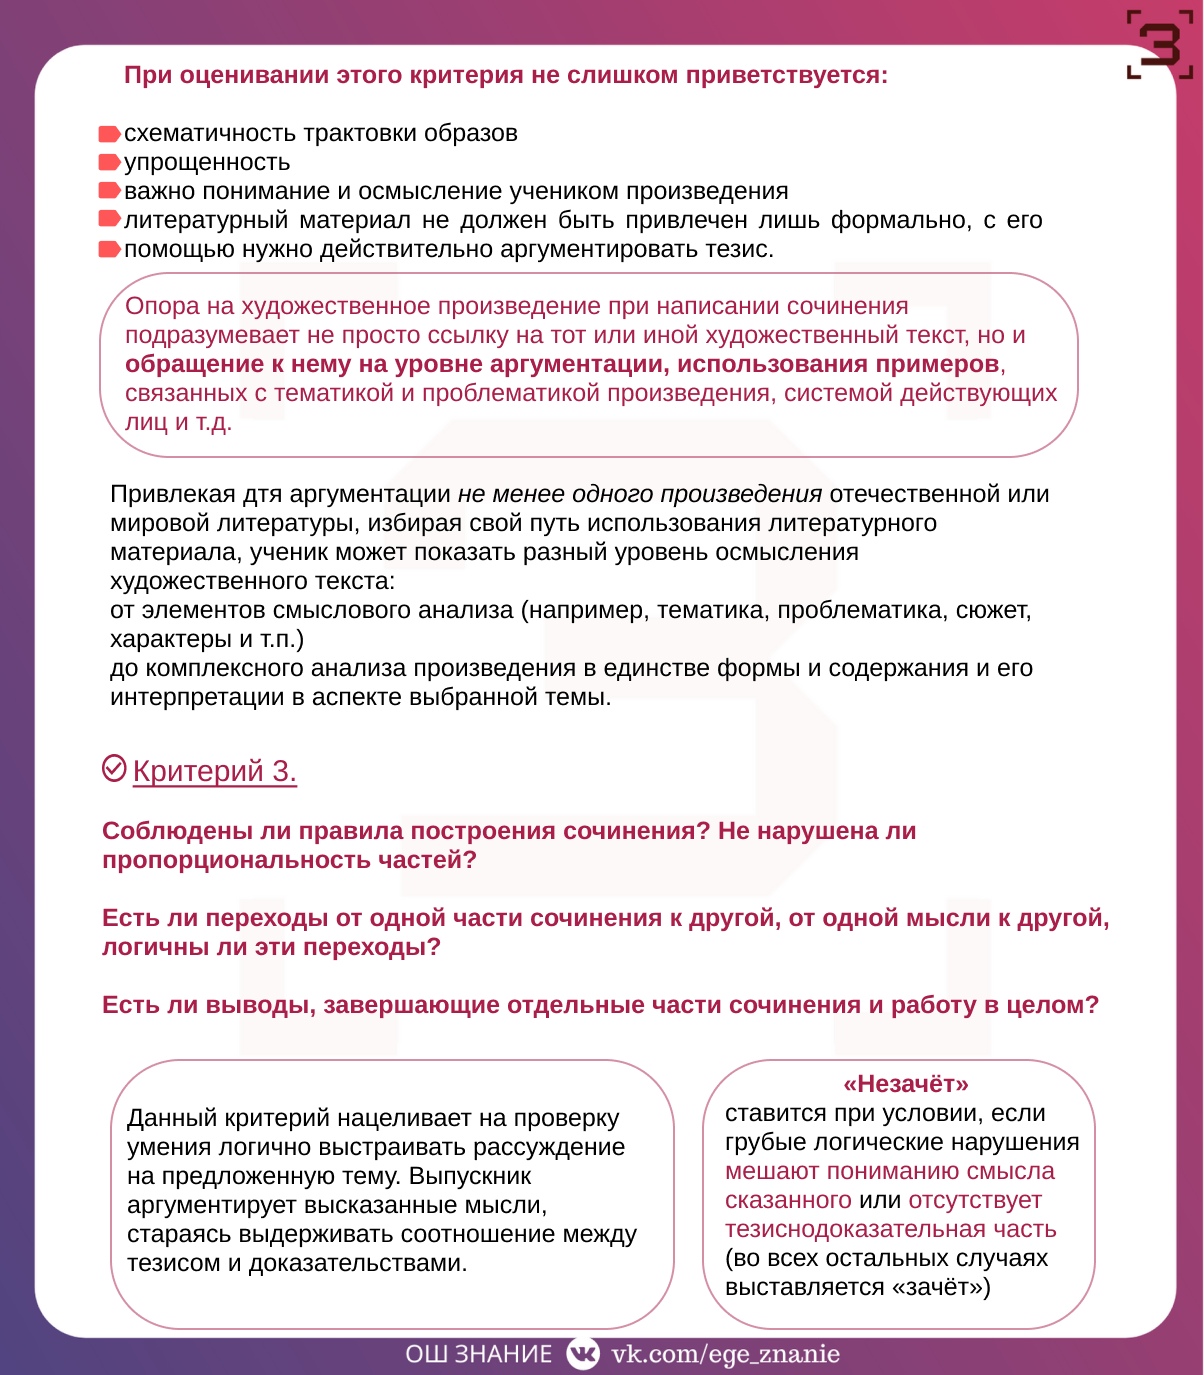 З
При оценивании этого критерия не слишком приветствуется:
схематичность трактовки образов
упрощенность
важно понимание и осмысление учеником произведения
литературный материал не должен быть привлечен лишь формально, с его
помощью нужно действительно аргументировать тезис.
Опора на художественное произведение при написании сочинения
подразумевает не просто ссылку на тот или иной художественный текст, но и
обращение к нему на уровне аргументации, использования примеров,
связанных с тематикой и проблематикой произведения, системой действующих
лиц и т.д.
Привлекая дтя аргументации не менее одного произведения отечественной или
мировой литературы, избирая свой путь использования литературного
материала, ученик может показать разный уровень осмысления
художественного текста:
от элементов смыслового анализа (например, тематика, проблематика, сюжет,
характеры и т.п.)
до комплексного анализа произведения в единстве формы и содержания и его
интерпретации в аспекте выбранной темы.
Критерий 3.
Соблюдены ли правила построения сочинения? Не нарушена ли
пропорциональность частей?
Есть ли переходы от одной части сочинения к другой, от одной мысли к другой,
логичны ли эти переходы?
Есть ли выводы, завершающие отдельные части сочинения и работу в целом?
Данный критерий нацеливает на проверку
умения логично выстраивать рассуждение
на предложенную тему. Выпускник
аргументирует высказанные мысли,
стараясь выдерживать соотношение между
тезисом и доказательствами.
«Незачёт»
ставится при условии, если
грубые логические нарушения
мешают пониманию смысла
сказанного или отсутствует
тезиснодоказательная часть
(во всех остальных случаях
выставляется «зачёт»)
ОШ ЗНАНИЕ vk.com/ege_znanie